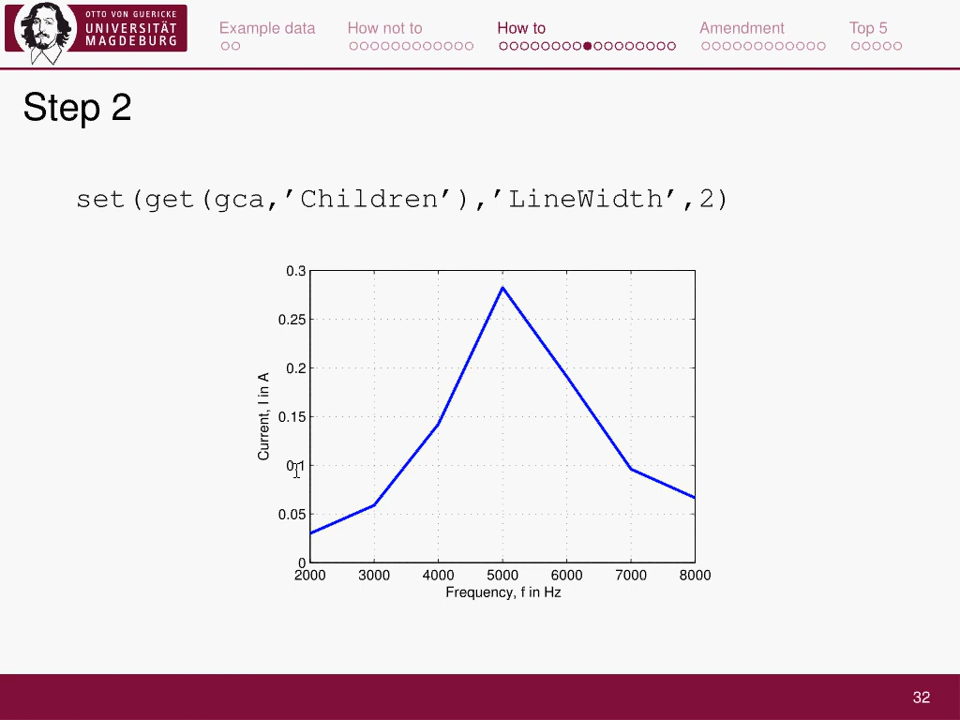 OTTO VON GUERICKE
UNIVERSITÄT
MAGDEBURG
Example data
How not to
How to
Amendment
Top 5
Step 2
set(get(gca,'Children'),'LineWidth',2)
0.3
0.25
0.2
0.15
0.1
0.05
0
Current, I in A
2000 3000 4000 5000 6000 7000 8000
Frequency, f in Hz
32